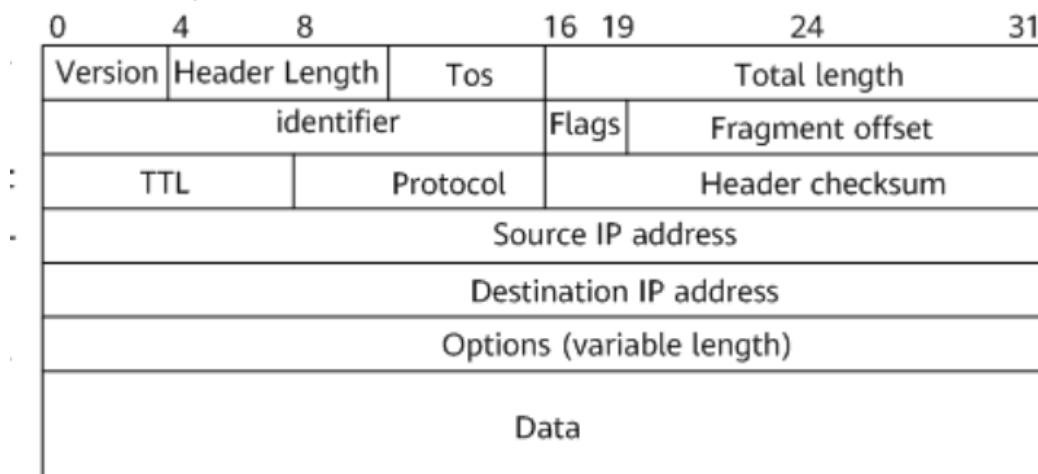 0 4 8 16 19 24 31
Version Header Length Tos Total length
identifier Flags Fragment offset
TTL Protocol Header checksum
Source IP address
Destination IP address
Options (variable length)
Data